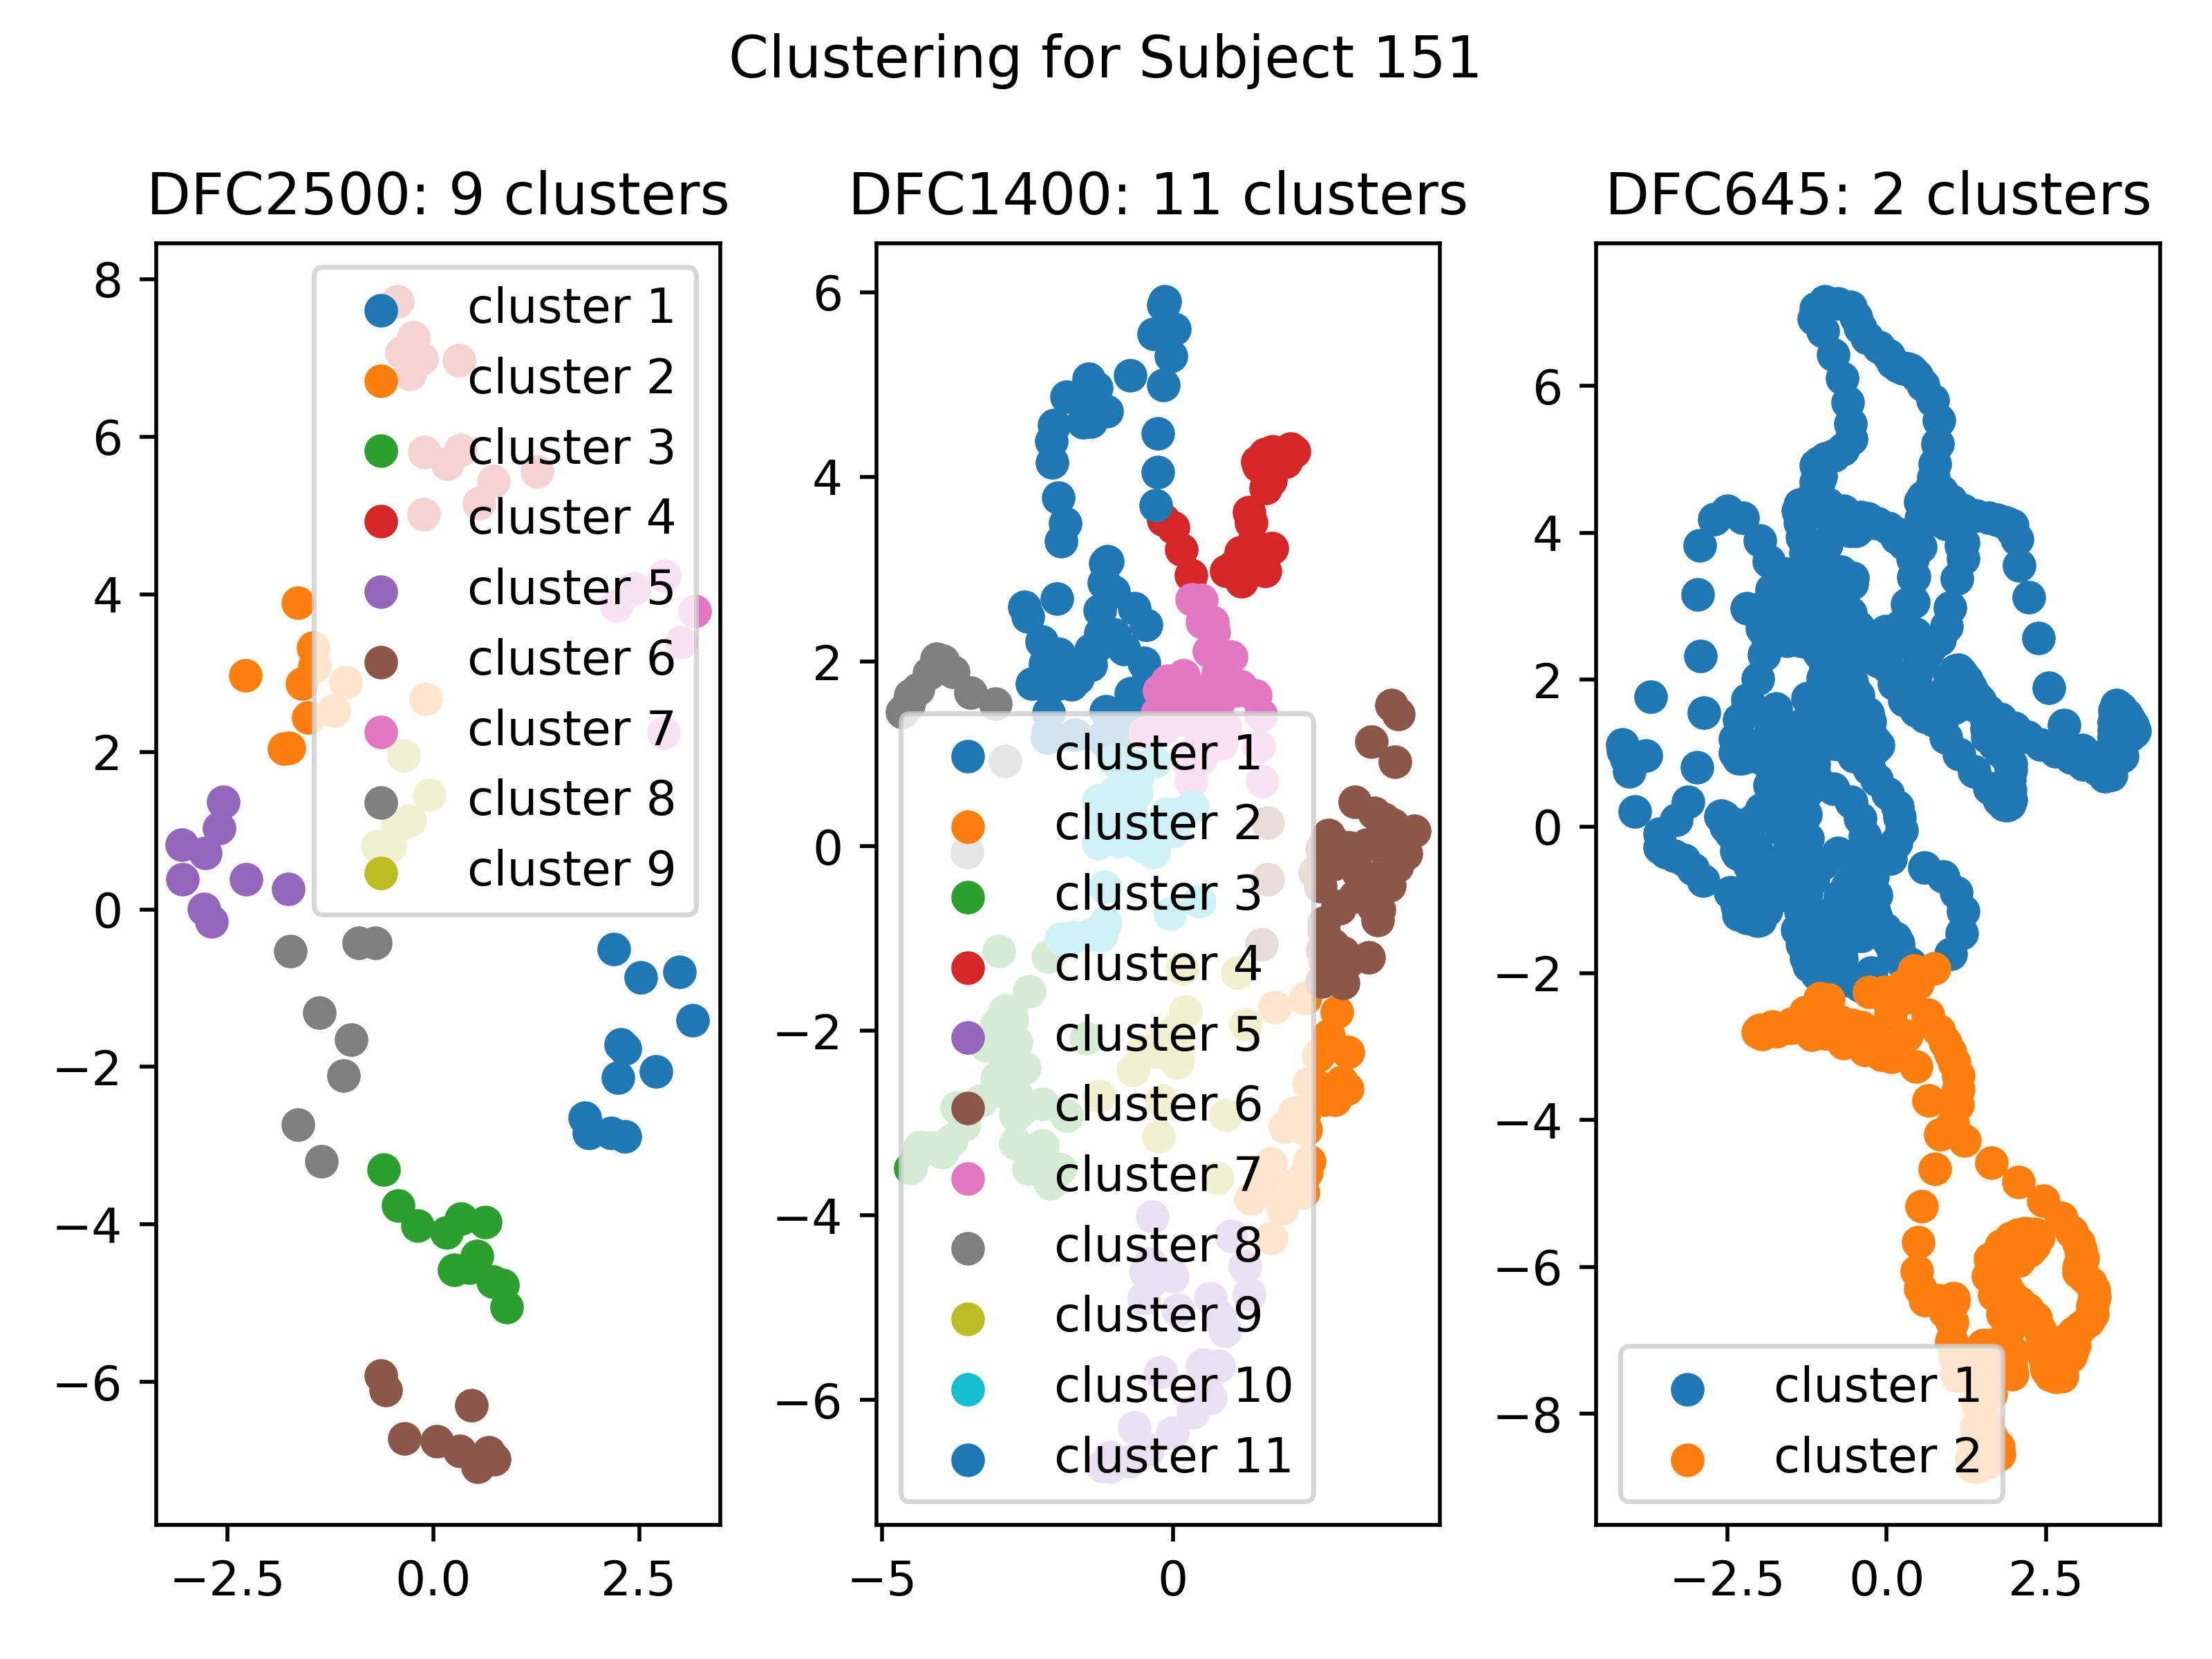 Clustering for Subject 151
DFC2500: 9 clusters
8
6
4
2
0
−2
−4
−6
−2.5
0.0
2.5
cluster 1
cluster 2
cluster 3
cluster 4
cluster 5
cluster 6
cluster 7
cluster 8
cluster 9
DFC1400: 11 clusters
6
4
2
0
−2
−4
−6
−5
0
cluster 1
cluster 2
cluster 3
cluster 4
cluster 5
cluster 6
cluster 7
cluster 8
cluster 9
cluster 10
cluster 11
DFC645: 2 clusters
6
4
2
0
−2
−4
−6
−8
−2.5
0.0
2.5
cluster 1
cluster 2